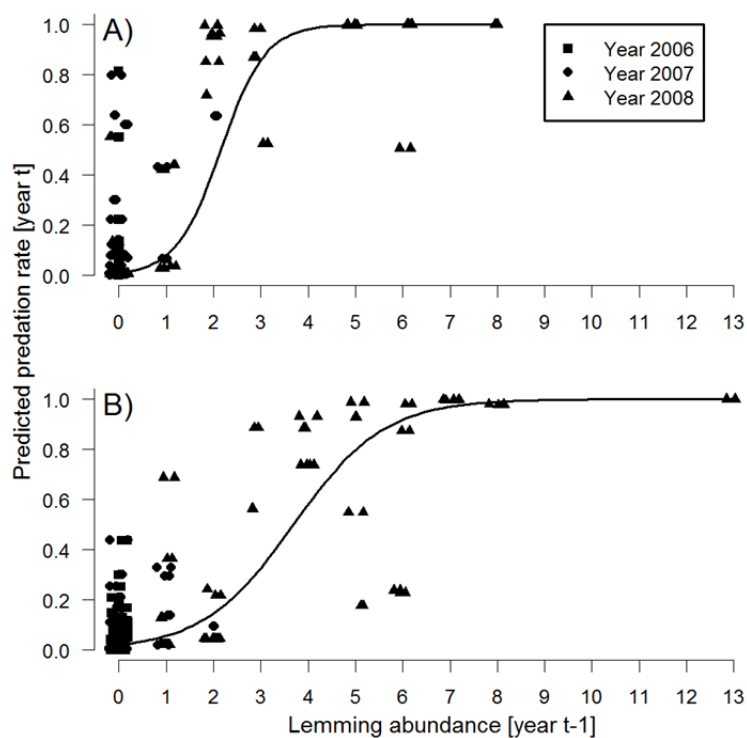 A)
1.0
0.8
0.6
0.4
0.2
0.0
Year 2006
Year 2007
Year 2008
0 1 2 3 4 5 6 7 8 9 10 11 12 13
Predicted predation rate [year t]
B)
1.0
0.8
0.6
0.4
0.2
0.0
0 1 2 3 4 5 6 7 8 9 10 11 12 13
Lemming abundance [year t-1]